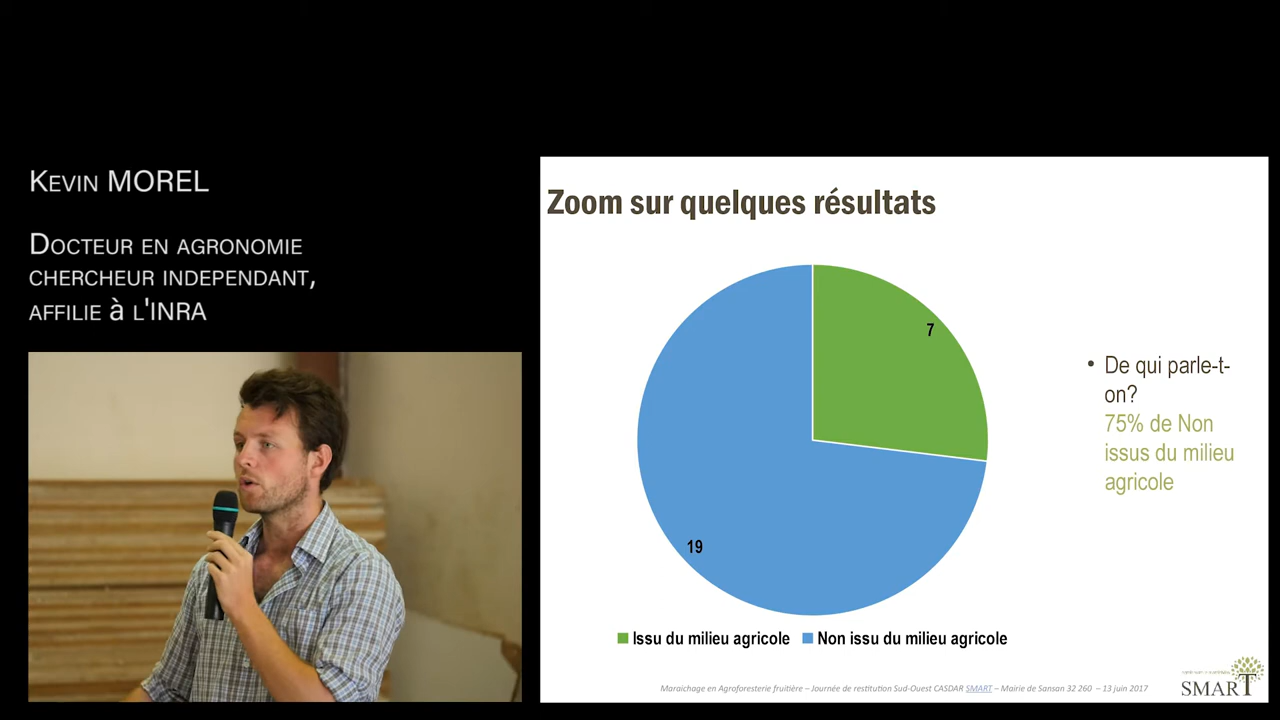 Kevin MOREL
Docteur en agronomie
chercheur independant,
affilie à l'INRA
Zoom sur quelques résultats
7
19
• De qui parle-t-
on?
75% de Non
issus du milieu
agricole
Issu du milieu agricole Non issu du milieu agricole
Maraichage en Agroforesterie fruitière – Journée de restitution Sud-Ouest CASDAR SMART – Mairie de Sansan 32 260 – 13 juin 2017
SMART